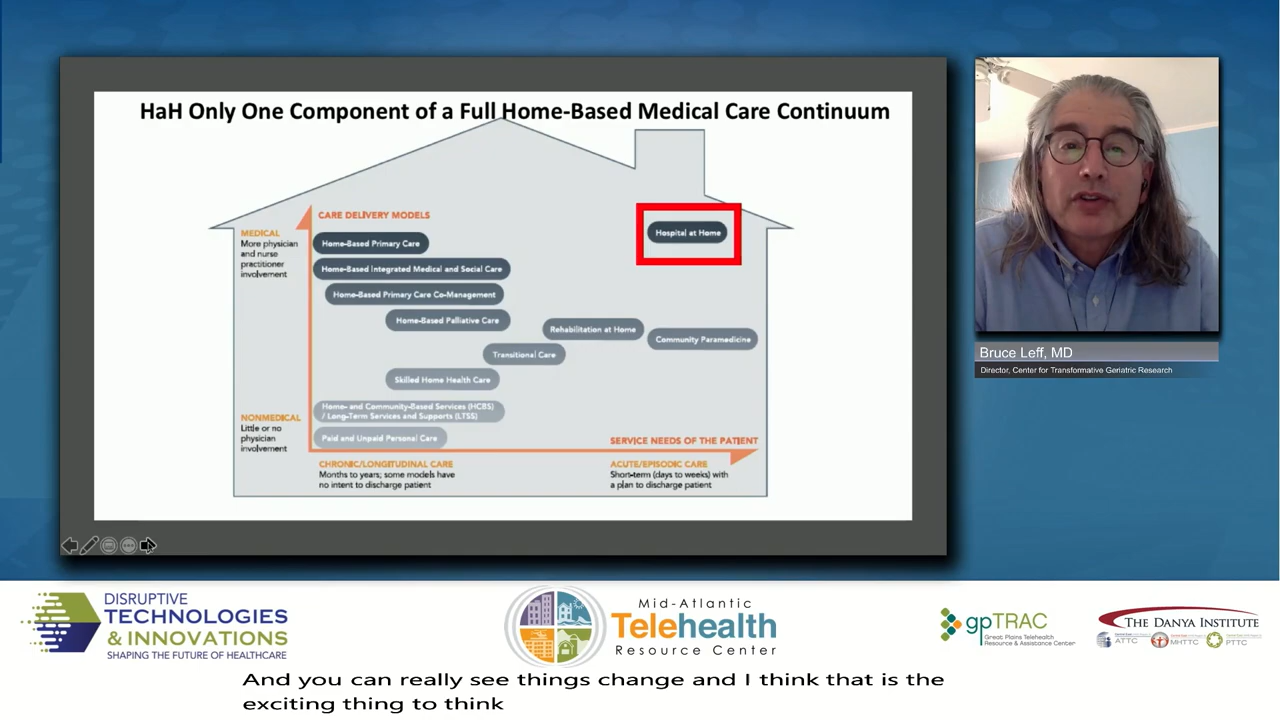 HaH Only One Component of a Full Home-Based Medical Care Continuum
CARE DELIVERY MODELS
MEDICAL
More physician
and nurse
practitioner
involvement
Home-Based Primary Care
Hospital at Home
Home-Based Integrated Medical and Social Care
Home-Based Primary Care Co-Management
Home-Based Palliative Care
Rehabilitation at Home
Community Paramedicine
Transitional Care
Skilled Home Health Care
Home- and Community-Based Services (HCBS)
/ Long-Term Services and Supports (LTSS)
NONMEDICAL
Little or no
physician
involvement
Paid and Unpaid Personal Care
SERVICE NEEDS OF THE PATIENT
CHRONIC/LONGITUDINAL CARE
Months to years; some models have
no intent to discharge patient
ACUTE/EPISODIC CARE
Short-term (days to weeks) with
a plan to discharge patient
Bruce Leff, MD
Director, Center for Transformative Geriatric Research
DISRUPTIVE
TECHNOLOGIES
& INNOVATIONS
SHAPING THE FUTURE OF HEALTHCARE
Mid-Atlantic
Telehealth
Resource Center
gpTRAC
Great Plains Telehealth
Resource & Assistance Center
THE DANYA INSTITUTE
ATTC
MHTTC
PTTC
And you can really see things change and I think that is the
exciting thing to think